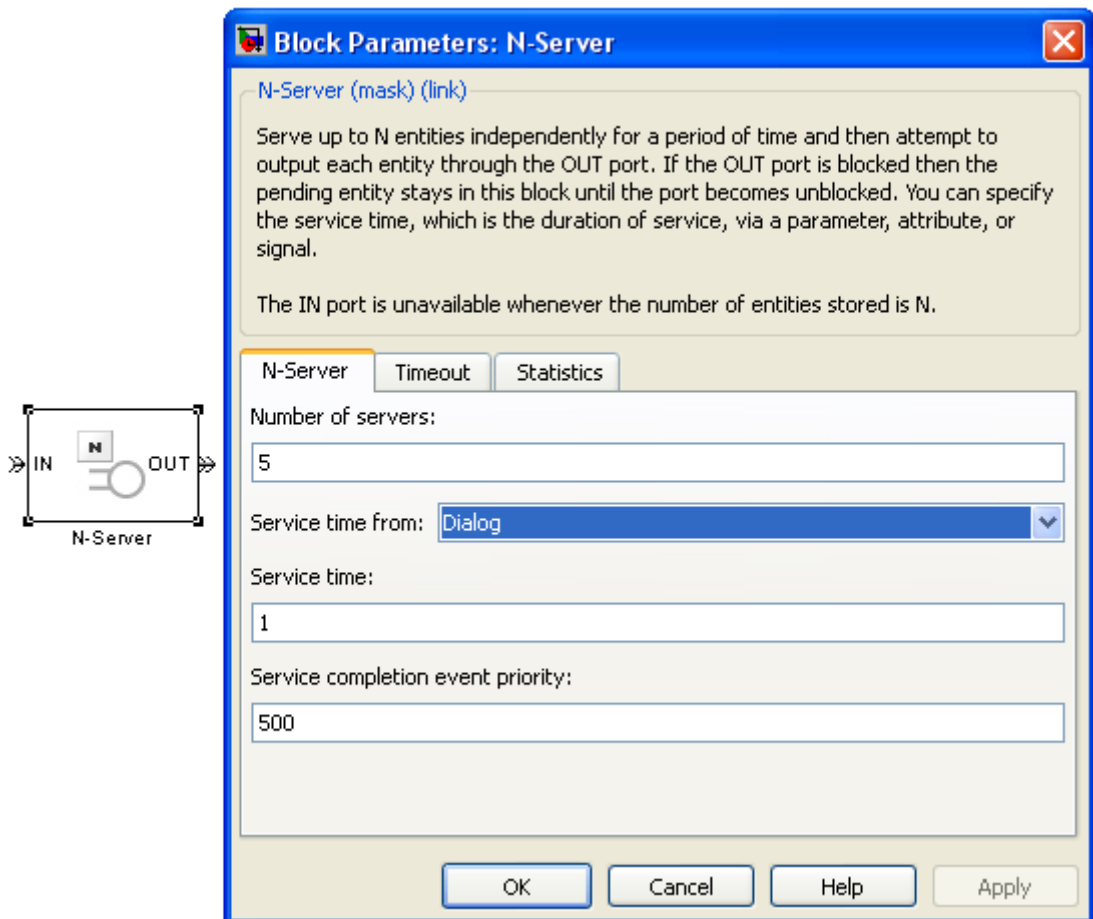 Block Parameters: N-Server
N-Server (mask) (link)
Serve up to N entities independently for a period of time and then attempt to
output each entity through the OUT port. If the OUT port is blocked then the
pending entity stays in this block until the port becomes unblocked. You can specify
the service time, which is the duration of service, via a parameter, attribute, or
signal.
The IN port is unavailable whenever the number of entities stored is N.
N-Server Timeout Statistics
Number of servers:
5
Service time from: Dialog
Service time:
1
Service completion event priority:
500
OK Cancel Help Apply
N
IN OUT
N-Server